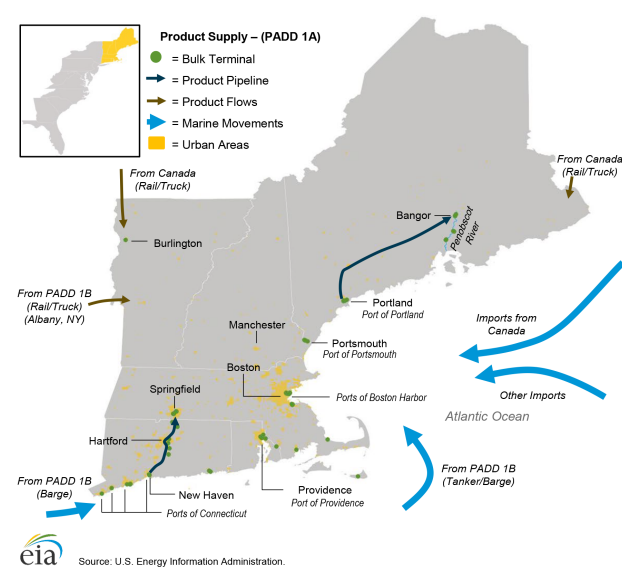 Product Supply – (PADD 1A)
= Bulk Terminal
= Product Pipeline
= Product Flows
= Marine Movements
= Urban Areas
From Canada
(Rail/Truck)
From Canada
(Rail/Truck)
Bangor
Penobscot
River
Burlington
From PADD 1B
(Rail/Truck)
(Albany, NY)
Portland
Port of Portland
Manchester
Imports from
Canada
Portsmouth
Port of Portsmouth
Boston
Springfield
Ports of Boston Harbor
Other Imports
Atlantic Ocean
Hartford
From PADD 1B
(Barge)
From PADD 1B
(Tanker/Barge)
New Haven
Providence
Port of Providence
Ports of Connecticut
eia
Source: U.S. Energy Information Administration.